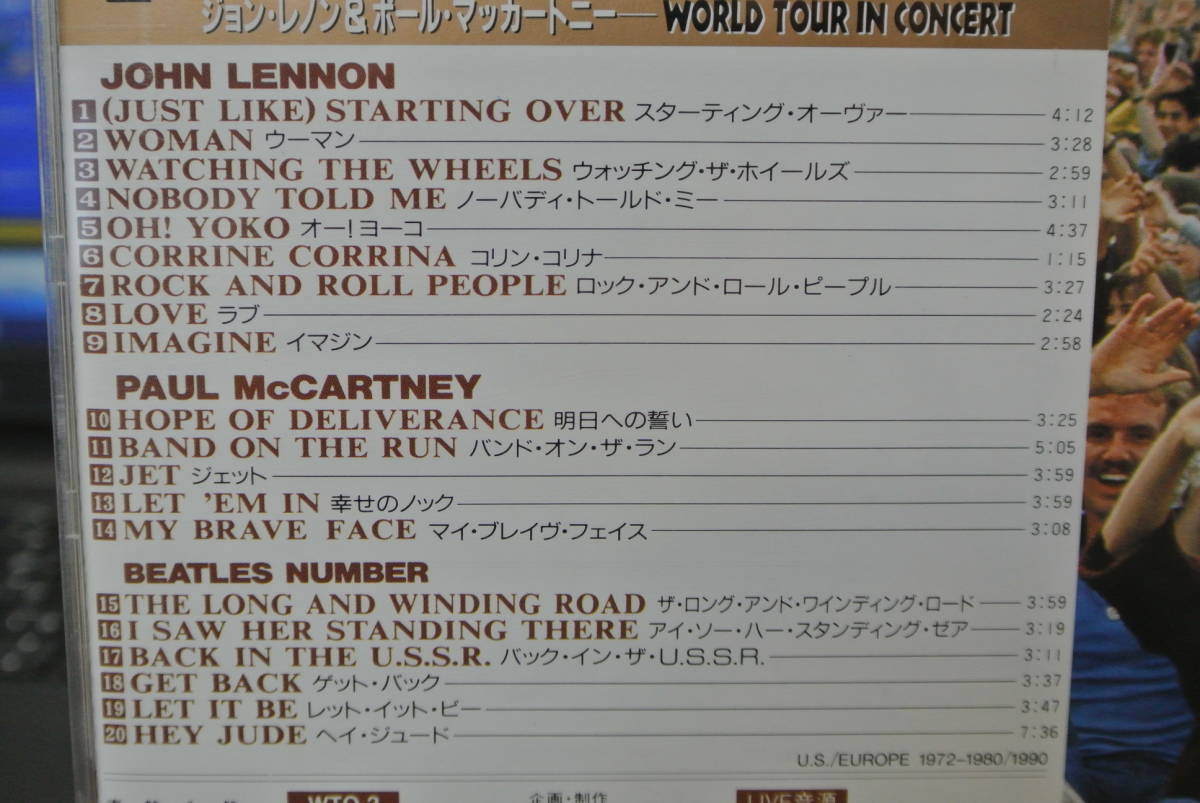 ジョン・レノン&ポール・マッカートニー―WORLD TOUR IN CONCERT
JOHN LENNON
1 (JUST LIKE) STARTING OVER スターティング・オーヴァー 4:12
2 WOMAN ウーマン 3:28
3 WATCHING THE WHEELS ウォッチング・ザ・ホイールズ 2:59
4 NOBODY TOLD ME ノーバディ・トールド・ミー 3:11
5 OH! YOKO オー!ヨーコ 4:37
6 CORRINE CORRINA コリン・コリナ 1:15
7 ROCK AND ROLL PEOPLE ロック・アンド・ロール・ピープル 3:27
8 LOVE ラブ 2:24
9 IMAGINE イマジン 2:58
PAUL McCARTNEY
10 HOPE OF DELIVERANCE 明日への誓い 3:25
11 BAND ON THE RUN バンド・オン・ザ・ラン 5:05
12 JET ジェット 3:59
13 LET 'EM IN 幸せのノック 3:59
14 MY BRAVE FACE マイ・ブレイヴ・フェイス 3:08
BEATLES NUMBER
15 THE LONG AND WINDING ROAD ザ・ロング・アンド・ワインディング・ロード 3:59
16 I SAW HER STANDING THERE アイ・ソー・ハー・スタンディング・ゼア 3:19
17 BACK IN THE U.S.S.R. バック・イン・ザ・U.S.S.R. 3:11
18 GET BACK ゲット・バック 3:37
19 LET IT BE レット・イット・ビー 3:47
20 HEY JUDE ヘイ・ジュード 7:36
U.S./EUROPE 1972-1980/1990
WTO-3 企画・制作 LIVE音源